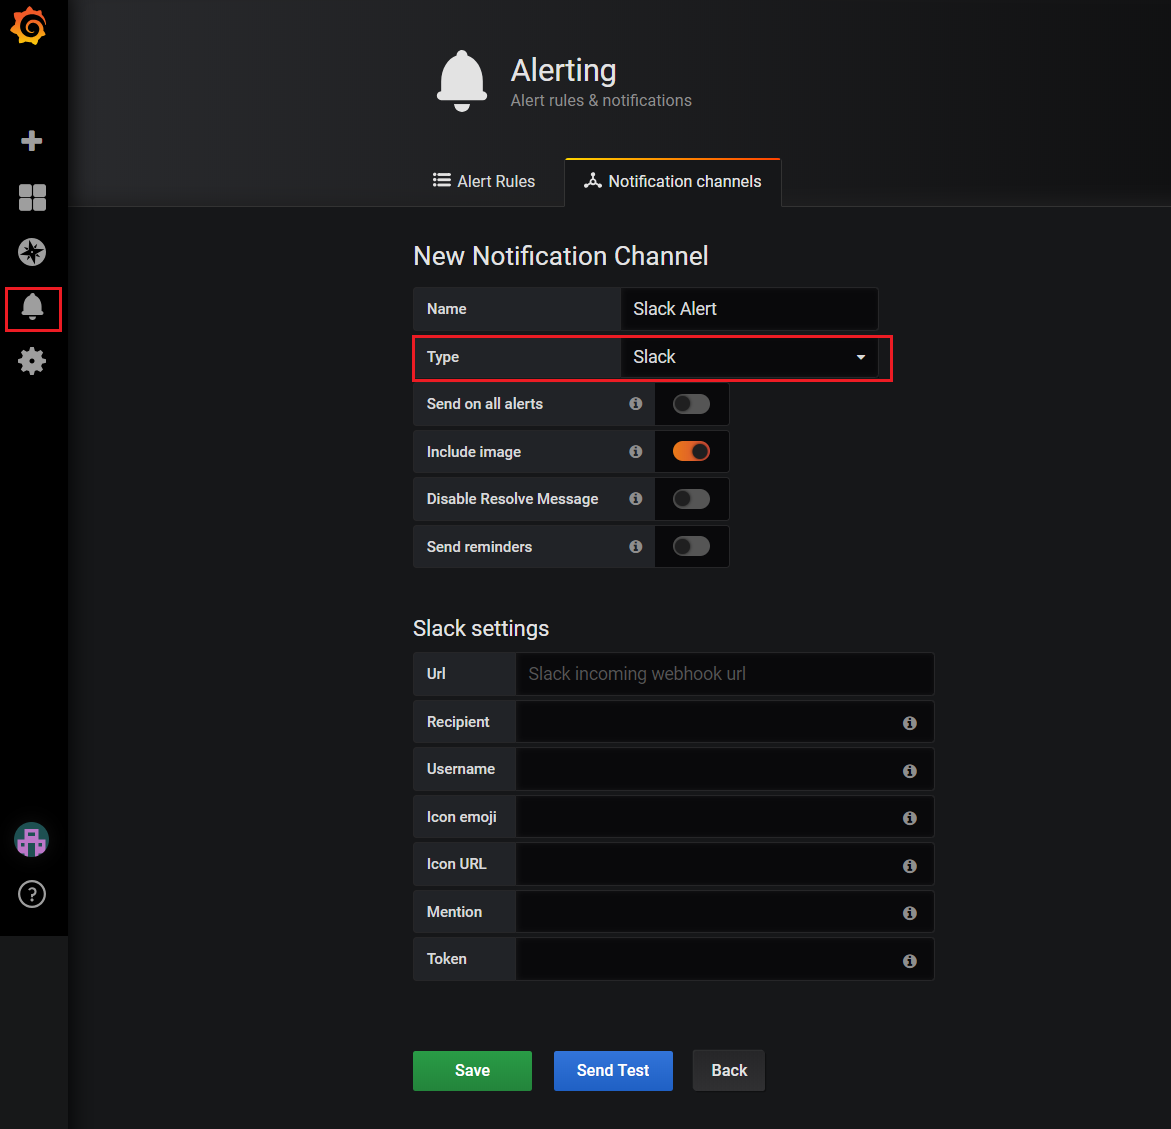 Alerting
Alert rules & notifications
Alert Rules
Notification channels
New Notification Channel
Name Slack Alert
Type Slack
Send on all alerts
Include image
Disable Resolve Message
Send reminders
Slack settings
Url Slack incoming webhook url
Recipient
Username
Icon emoji
Icon URL
Mention
Token
Save Send Test Back